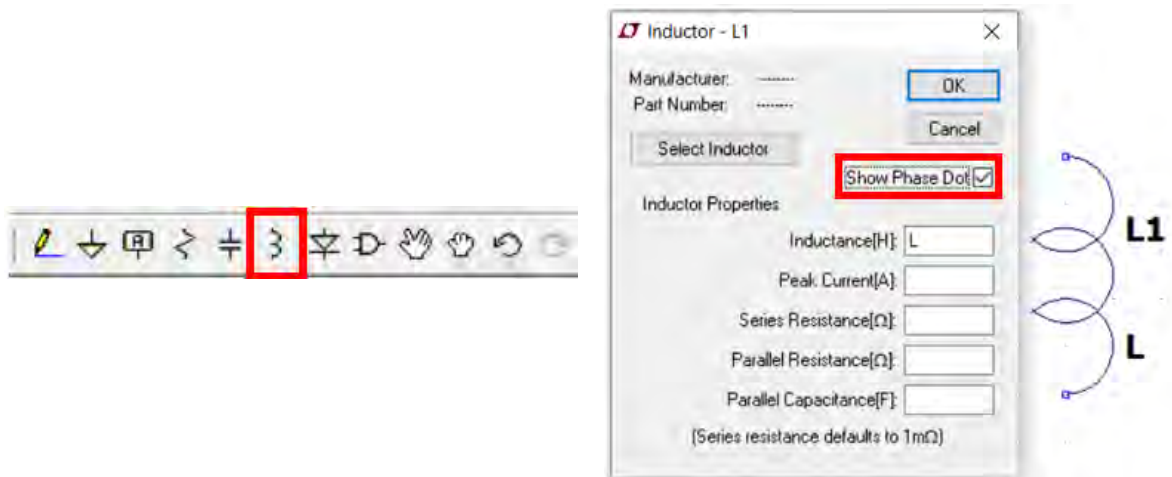 Inductor - L1
Manufacturer: ------
Part Number: -------
OK
Cancel
Select Inductor
Show Phase Dot
Inductor Properties
Inductance[H]: L
Peak Current[A]:
Series Resistance[Ω]:
Parallel Resistance[Ω]:
Parallel Capacitance[F]:
(Series resistance defaults to 1mΩ)
A
L1
L